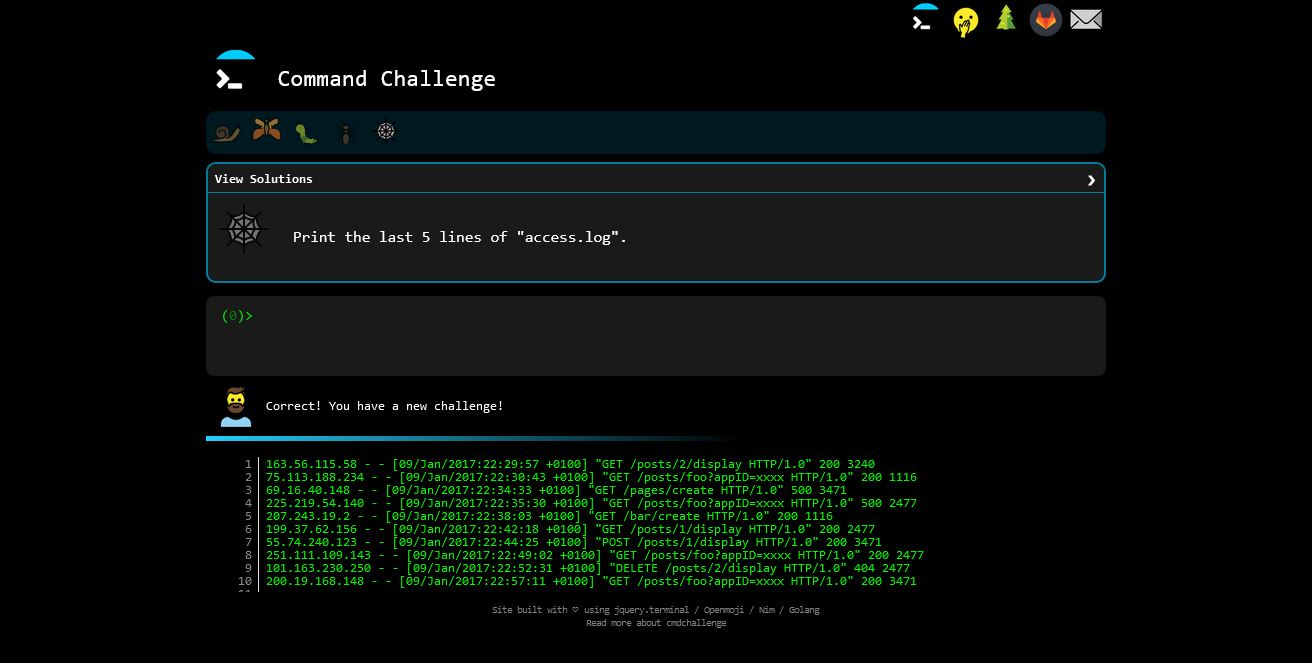 Command Challenge
View Solutions
Print the last 5 lines of "access.log".
(0)>
Correct! You have a new challenge!
1 163.56.115.58 - - [09/Jan/2017:22:29:57 +0100] "GET /posts/2/display HTTP/1.0" 200 3240
2 75.113.188.234 - - [09/Jan/2017:22:30:43 +0100] "GET /posts/foo?appID=xxxx HTTP/1.0" 200 1116
3 69.16.40.148 - - [09/Jan/2017:22:34:33 +0100] "GET /pages/create HTTP/1.0" 500 3471
4 225.219.54.140 - - [09/Jan/2017:22:35:30 +0100] "GET /posts/foo?appID=xxxx HTTP/1.0" 500 2477
5 207.243.19.2 - - [09/Jan/2017:22:38:03 +0100] "GET /bar/create HTTP/1.0" 200 1116
6 199.37.62.156 - - [09/Jan/2017:22:42:18 +0100] "GET /posts/1/display HTTP/1.0" 200 2477
7 55.74.240.123 - - [09/Jan/2017:22:44:25 +0100] "POST /posts/1/display HTTP/1.0" 200 3471
8 251.111.109.143 - - [09/Jan/2017:22:49:02 +0100] "GET /posts/foo?appID=xxxx HTTP/1.0" 200 2477
9 101.163.230.250 - - [09/Jan/2017:22:52:31 +0100] "DELETE /posts/2/display HTTP/1.0" 404 2477
10 200.19.168.148 - - [09/Jan/2017:22:57:11 +0100] "GET /posts/foo?appID=xxxx HTTP/1.0" 200 3471
Site built with ♡ using jquery.terminal / Openmoji / Nim / Golang
Read more about cmdchallenge